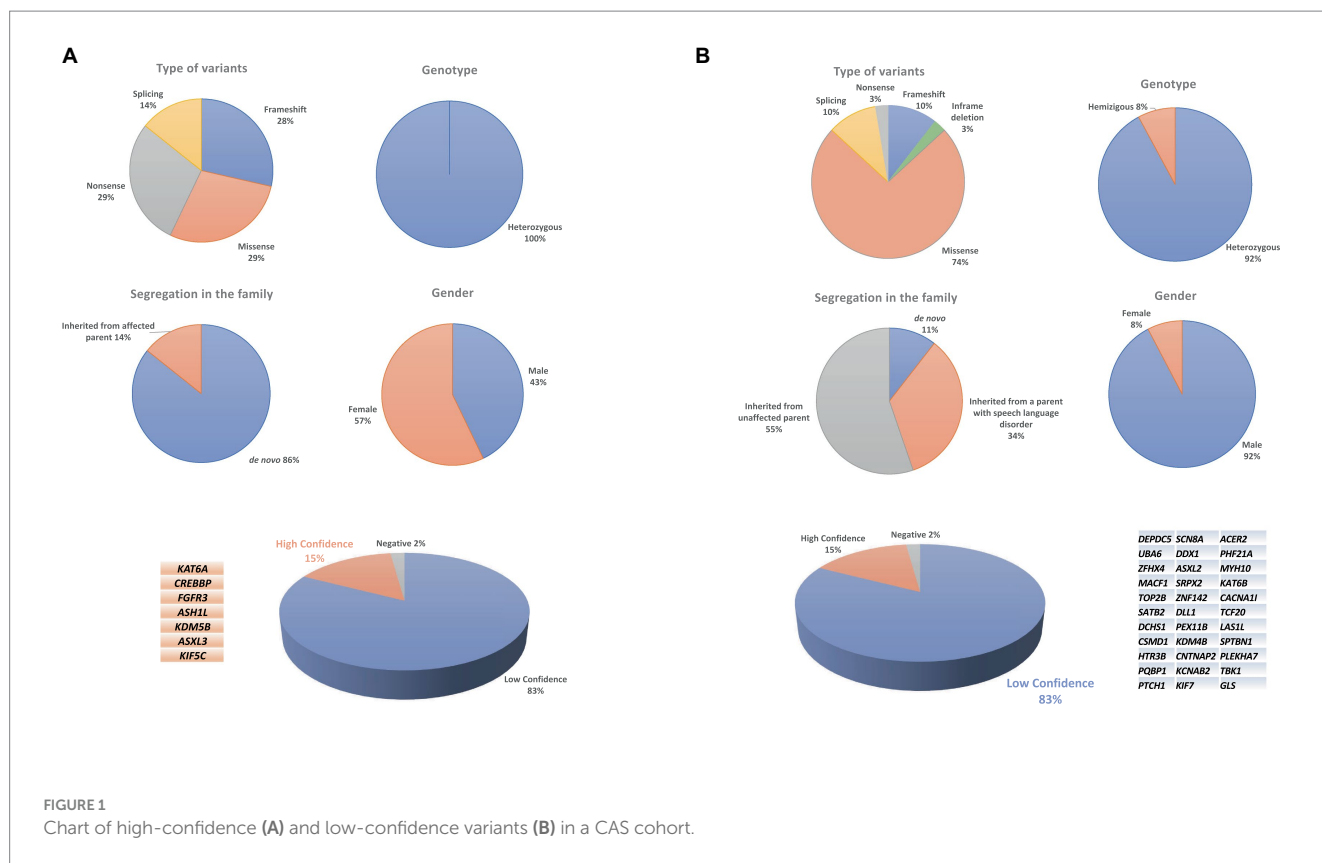 A
Type of variants
Splicing
14%
Frameshift
28%
Nonsense
29%
Missense
29%
Genotype
Heterozygous
100%
Segregation in the family
Inherited from affected
parent 14%
de novo 86%
Gender
Male
43%
Female
57%
KAT6A
CREBBP
FGFR3
ASH1L
KDM5B
ASXL3
KIF5C
High Confidence
15%
Negative 2%
Low Confidence
83%
B
Type of variants
Splicing
10%
Nonsense
3%
Frameshift
10%
Inframe
deletion
3%
Missense
74%
Genotype
Hemizigous 8%
Heterozygous
92%
Segregation in the family
de novo
11%
Inherited from
unaffected parent
55%
Inherited from a parent
with speech language
disorder
34%
Gender
Female
8%
Male
92%
High Confidence
15%
Negative 2%
Low Confidence
83%
DEPDC5 SCN8A ACER2
UBA6 DDX1 PHF21A
ZFHX4 ASXL2 MYH10
MACF1 SRPX2 KAT6B
TOP2B ZNF142 CACNA1I
SATB2 DLL1 TCF20
DCHS1 PEX11B LAS1L
CSMD1 KDM4B SPTBN1
HTR3B CNTNAP2 PLEKHA7
PQBP1 KCNAB2 TBK1
PTCH1 KIF7 GLS
FIGURE 1
Chart of high-confidence (A) and low-confidence variants (B) in a CAS cohort.